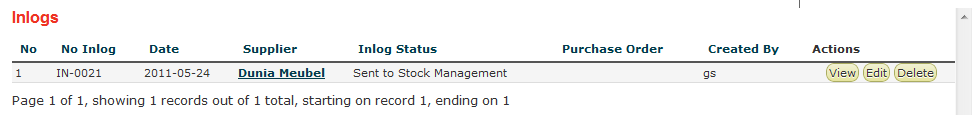 Inlogs
No No Inlog Date Supplier Inlog Status Purchase Order Created By Actions
1 IN-0021 2011-05-24 Dunia Meubel Sent to Stock Management gs View Edit Delete
Page 1 of 1, showing 1 records out of 1 total, starting on record 1, ending on 1